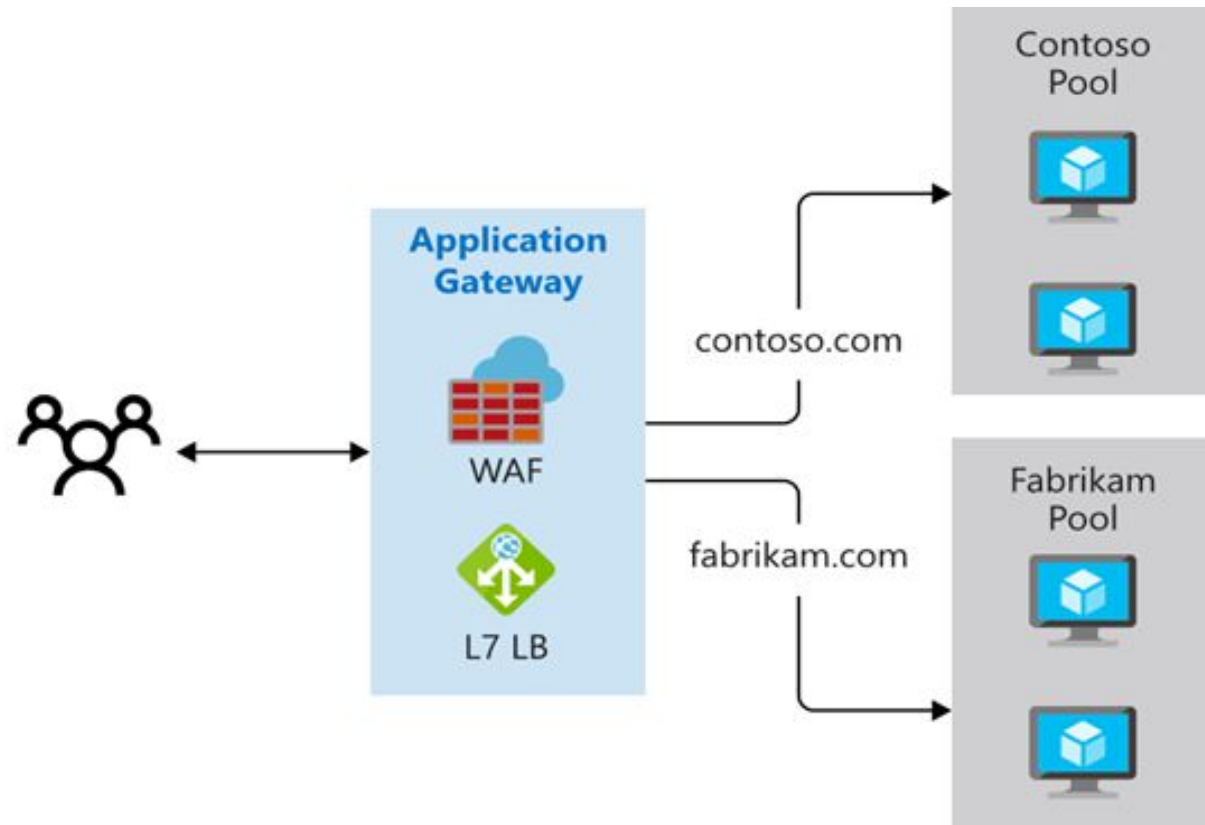 Application
Gateway
WAF
L7 LB
contoso.com
fabrikam.com
Contoso
Pool
Fabrikam
Pool